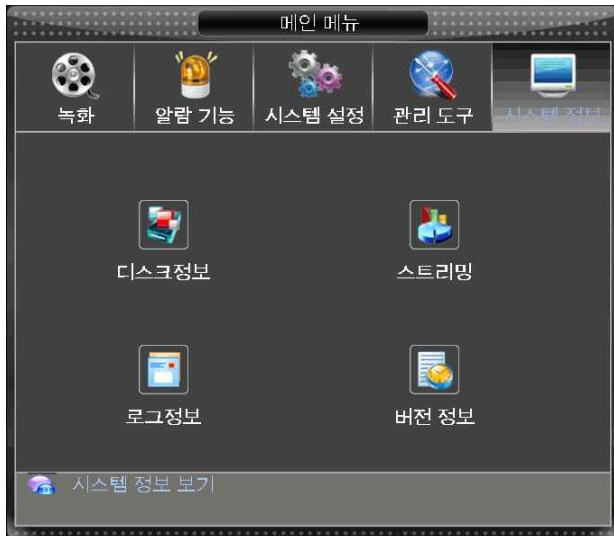 메인 메뉴
녹화 알람 기능 시스템 설정 관리 도구 시스템 정보
디스크정보 스트리밍
로그정보 버전 정보
시스템 정보 보기